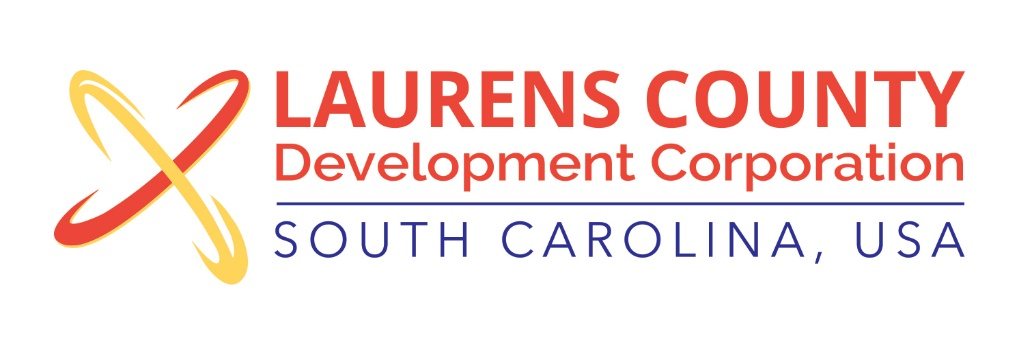 LAURENS COUNTY
Development Corporation
SOUTH CAROLINA, USA